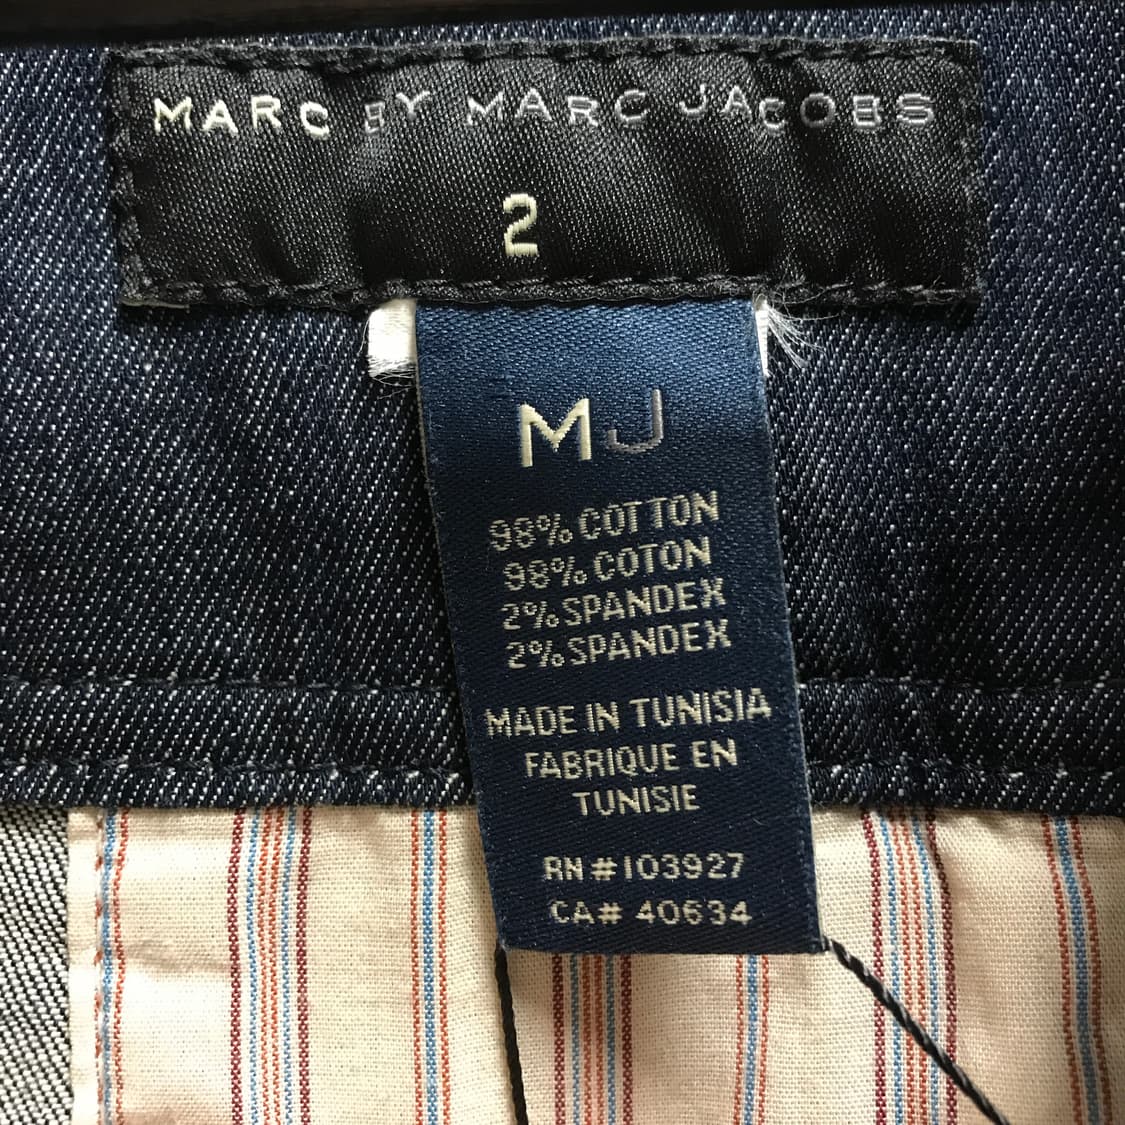 MARC BY MARC JACOBS
2
MJ
98% COTTON
98% COTON
2% SPANDEX
2% SPANDEX
MADE IN TUNISIA
FABRIQUE EN
TUNISIE
RN #103927
CA# 40634